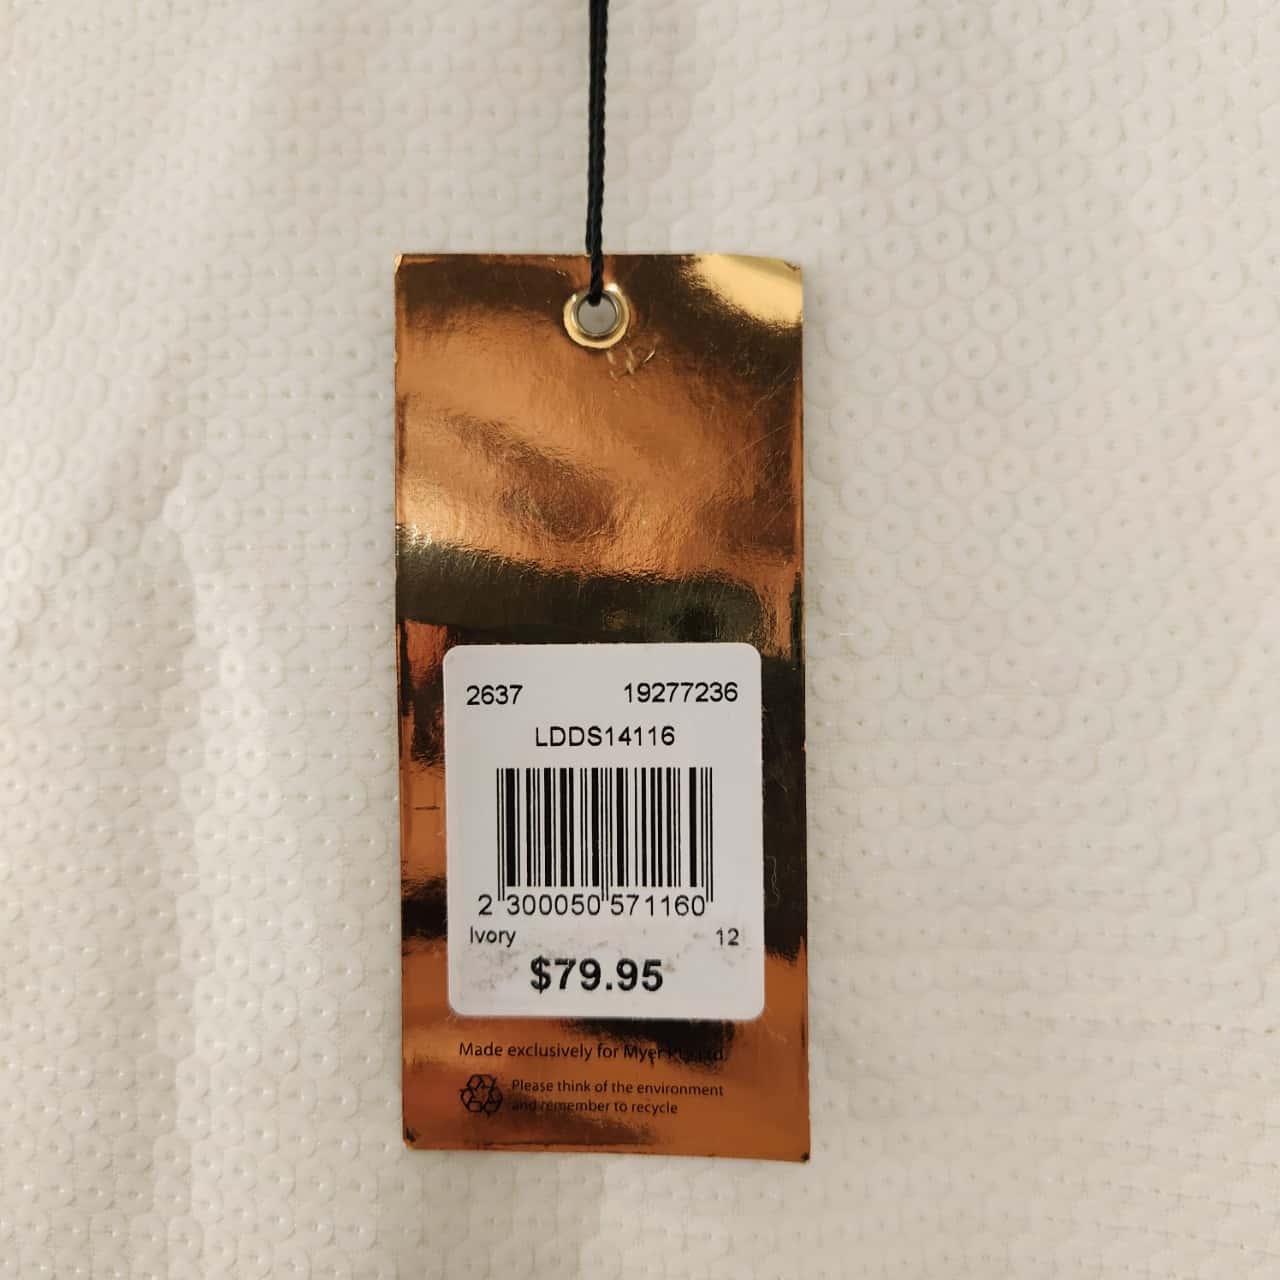 2637 19277236
LDDS14116
2 300050 571160
Ivory 12
$79.95
Made exclusively for Myer Pty Ltd.
Please think of the environment
and remember to recycle